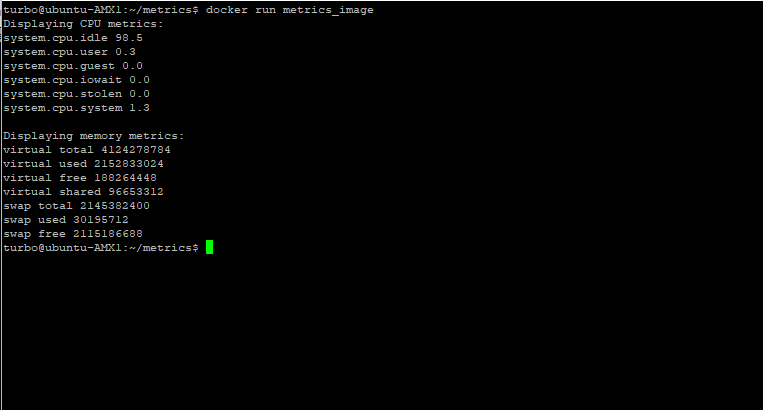 turbo@ubuntu-AMX1:~/metrics$ docker run metrics_image
Displaying CPU metrics:
system.cpu.idle 98.5
system.cpu.user 0.3
system.cpu.guest 0.0
system.cpu.iowait 0.0
system.cpu.stolen 0.0
system.cpu.system 1.3

Displaying memory metrics:
virtual total 4124278784
virtual used 2152833024
virtual free 188264448
virtual shared 96653312
swap total 2145382400
swap used 30195712
swap free 2115186688
turbo@ubuntu-AMX1:~/metrics$